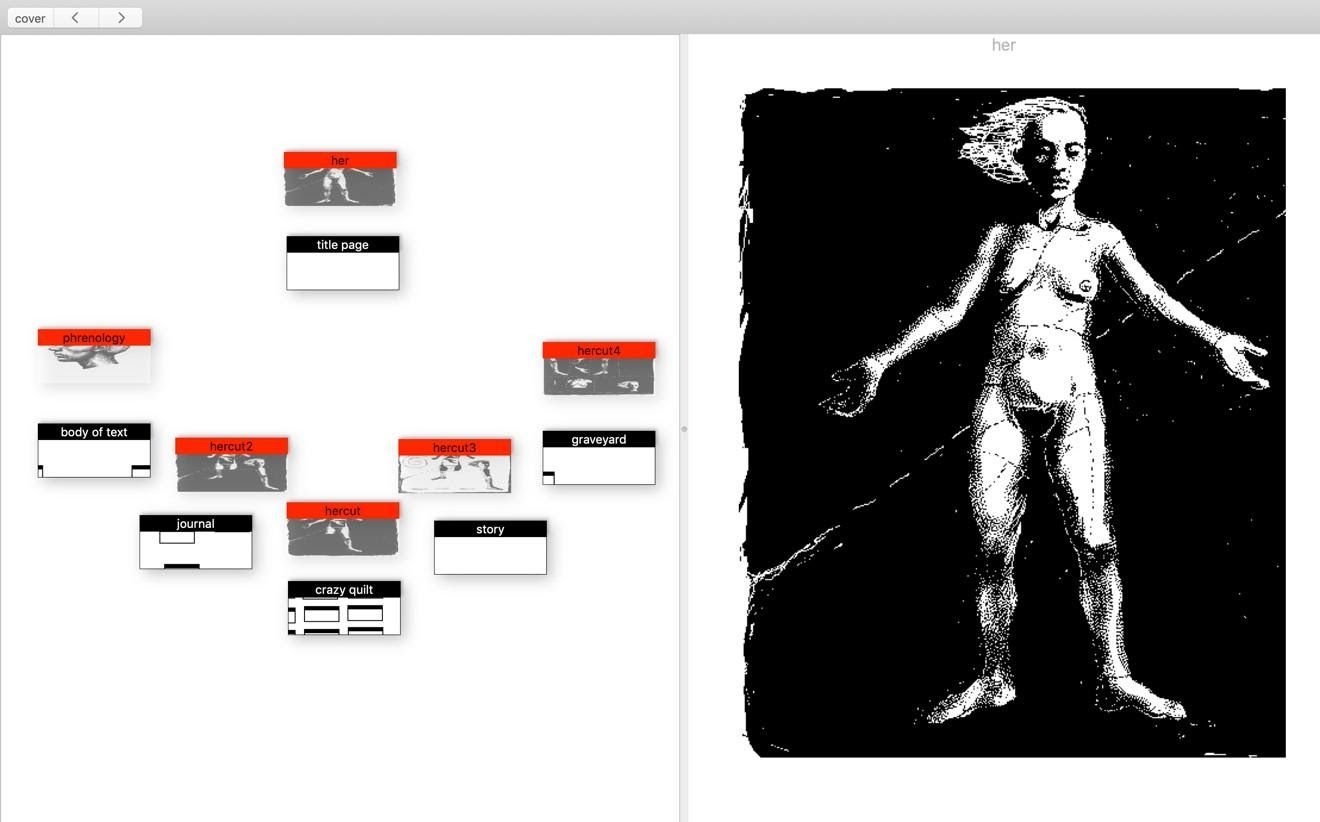 cover
her
her
title page
phrenology
hercut4
body of text
graveyard
hercut2
hercut3
hercut
journal
story
crazy quilt